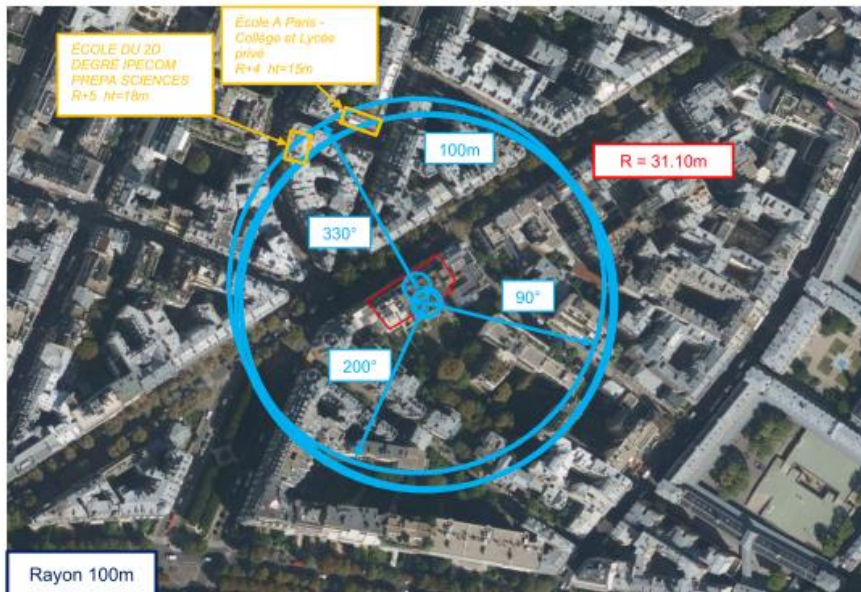 École A Paris -
Collège et Lycée
privé
R+4 ht=15m
ÉCOLE DU 2D
DEGRE IPECOM
PREPA SCIENCES
R+5 ht=18m
100m
R = 31.10m
330°
90°
200°
Rayon 100m